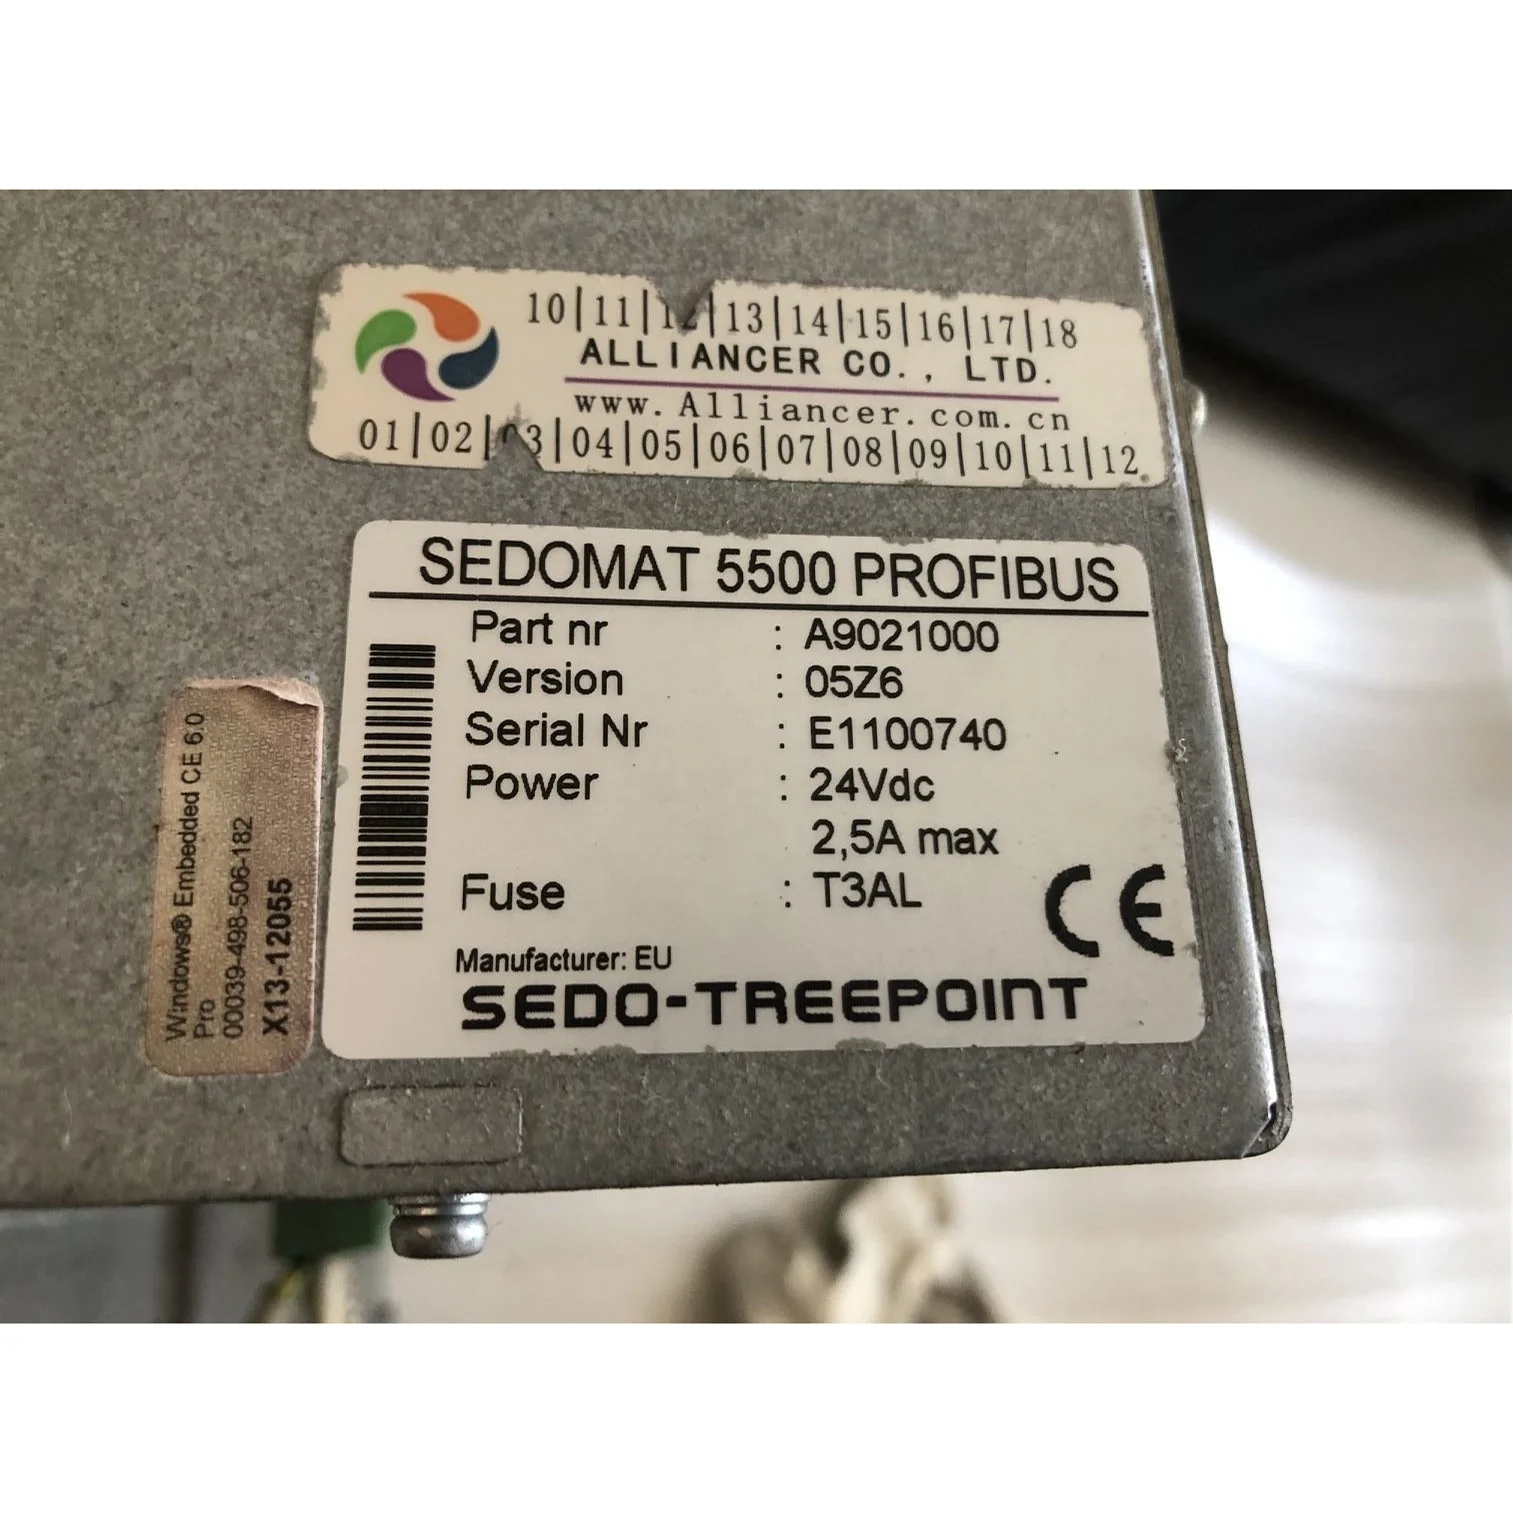 10|11|12|13|14|15|16|17|18
ALLIANCER CO., LTD.
www.Alliancer.com.cn
01|02|03|04|05|06|07|08|09|10|11|12
SEDOMAT 5500 PROFIBUS
Part nr : A9021000
Version : 05Z6
Serial Nr : E1100740
Power : 24Vdc
2,5A max
Fuse : T3AL
CE
Manufacturer: EU
SEDO-TREEPOINT
Windows® Embedded CE 6.0
Pro
00039-498-506-182
X13-12055